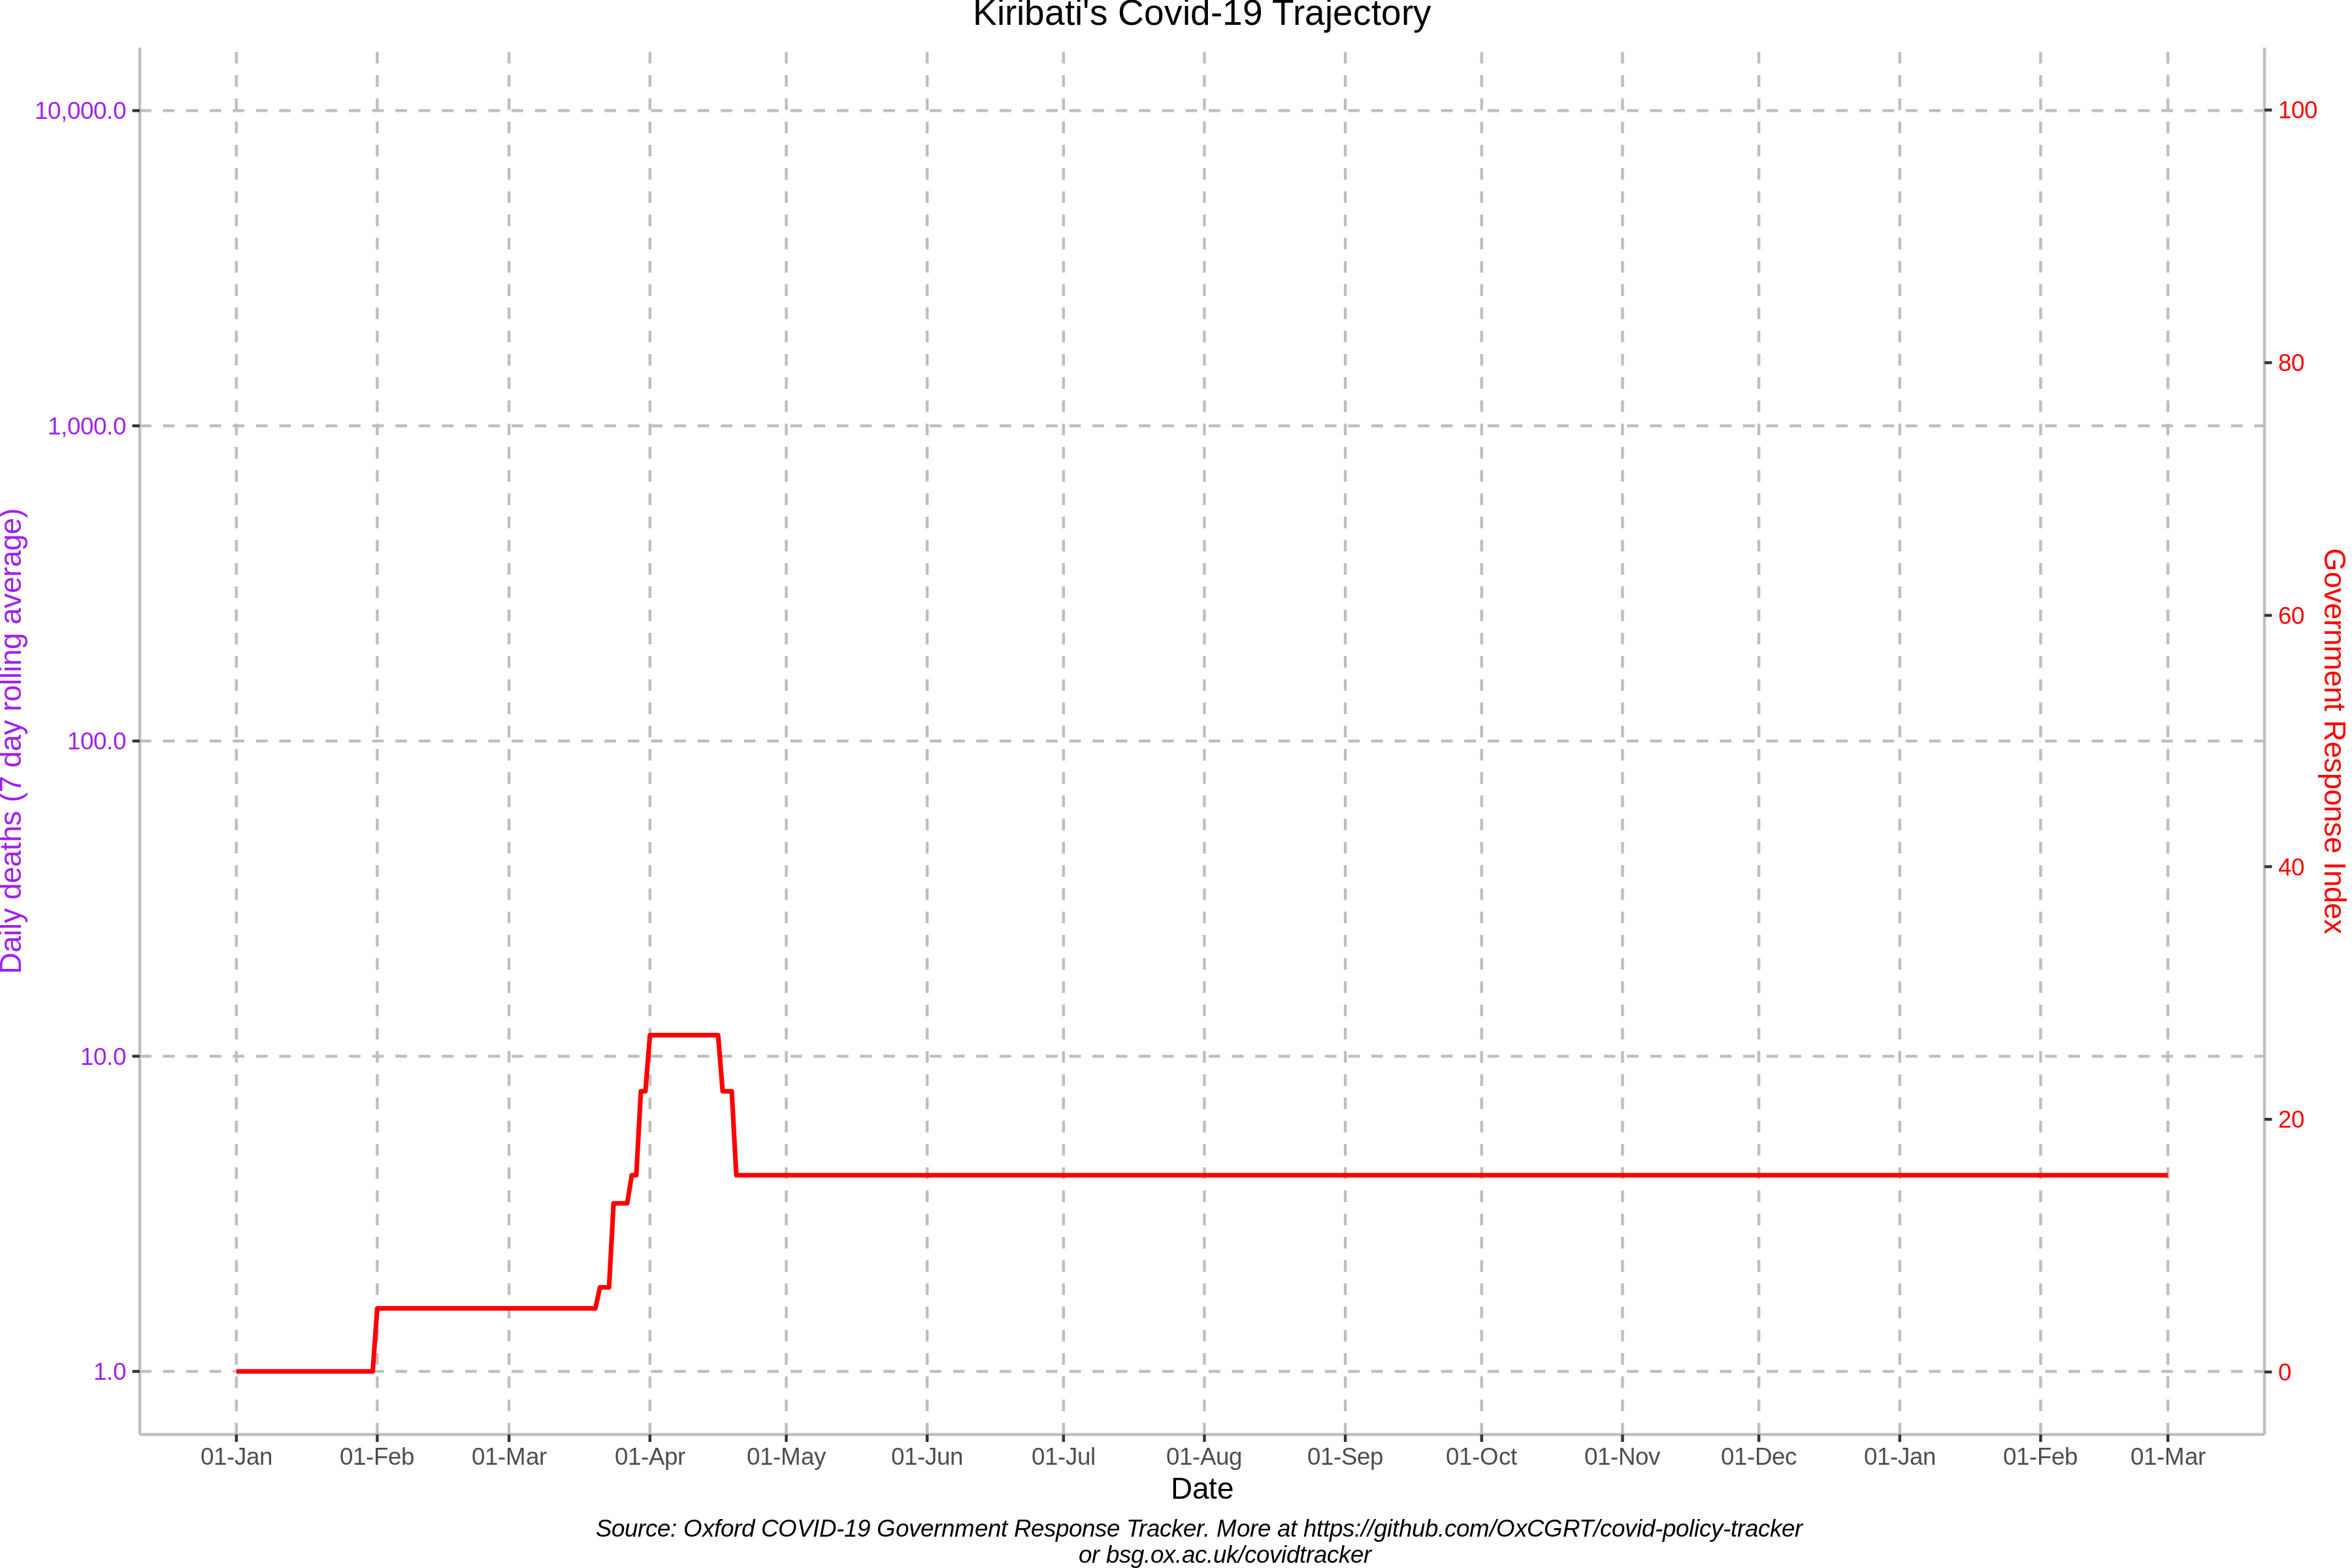 Kiribati's Covid-19 Trajectory
10,000.0
1,000.0
100.0
10.0
1.0
Daily deaths (7 day rolling average)
100
80
60
40
20
0
Government Response Index
01-Jan 01-Feb 01-Mar 01-Apr 01-May 01-Jun 01-Jul 01-Aug 01-Sep 01-Oct 01-Nov 01-Dec 01-Jan 01-Feb 01-Mar
Date
Source: Oxford COVID-19 Government Response Tracker. More at https://github.com/OxCGRT/covid-policy-tracker
or bsg.ox.ac.uk/covidtracker